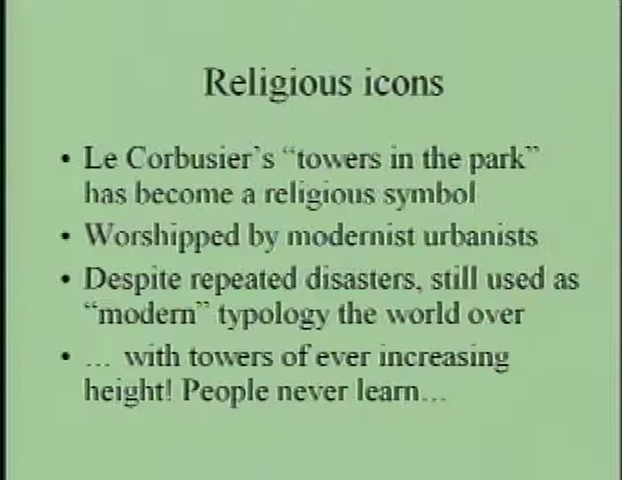 Religious icons
• Le Corbusier's “towers in the park”
has become a religious symbol
• Worshipped by modernist urbanists
• Despite repeated disasters, still used as
“modern” typology the world over
• … with towers of ever increasing
height! People never learn…